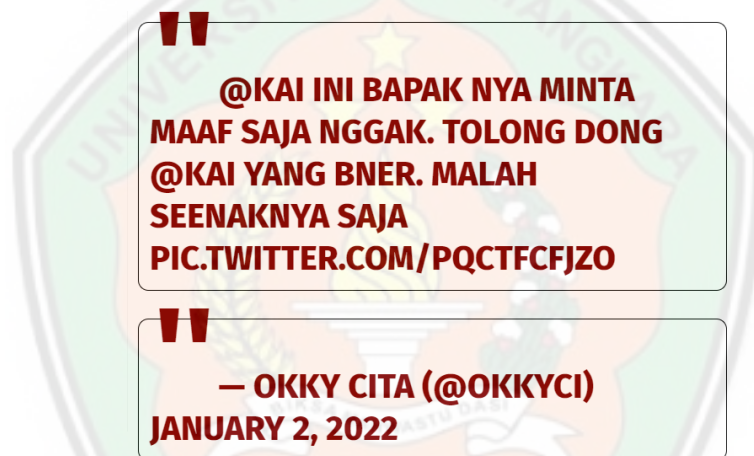 "
@KAI INI BAPAK NYA MINTA
MAAF SAJA NGGAK. TOLONG DONG
@KAI YANG BNER. MALAH
SEENAKNYA SAJA
PIC.TWITTER.COM/PQCTFCFJZO
"
— OKKY CITA (@OKKYCI)
JANUARY 2, 2022